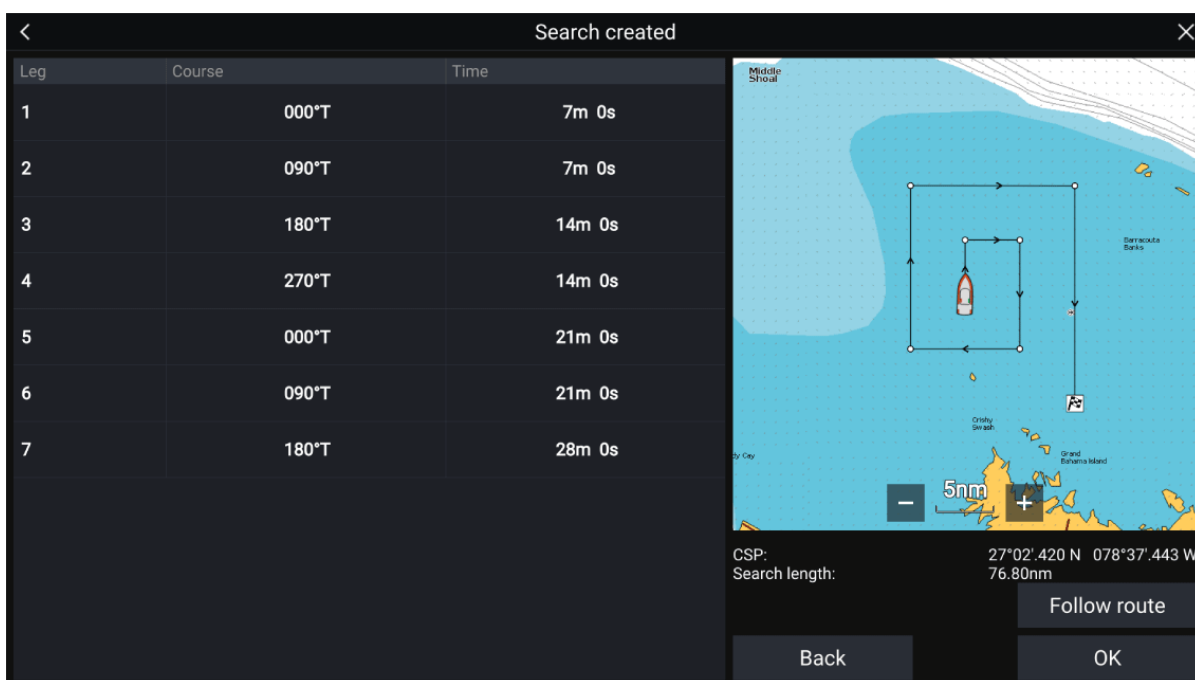 Search created
Leg Course Time
1 000°T 7m 0s
2 090°T 7m 0s
3 180°T 14m 0s
4 270°T 14m 0s
5 000°T 21m 0s
6 090°T 21m 0s
7 180°T 28m 0s
Middle
Shoal
Barracouta
Banks
Crishy
Swash
dy Cay
Grand
Bahama Island
5nm
CSP: 27°02'.420 N 078°37'.443 W
Search length: 76.80nm
Follow route
Back
OK